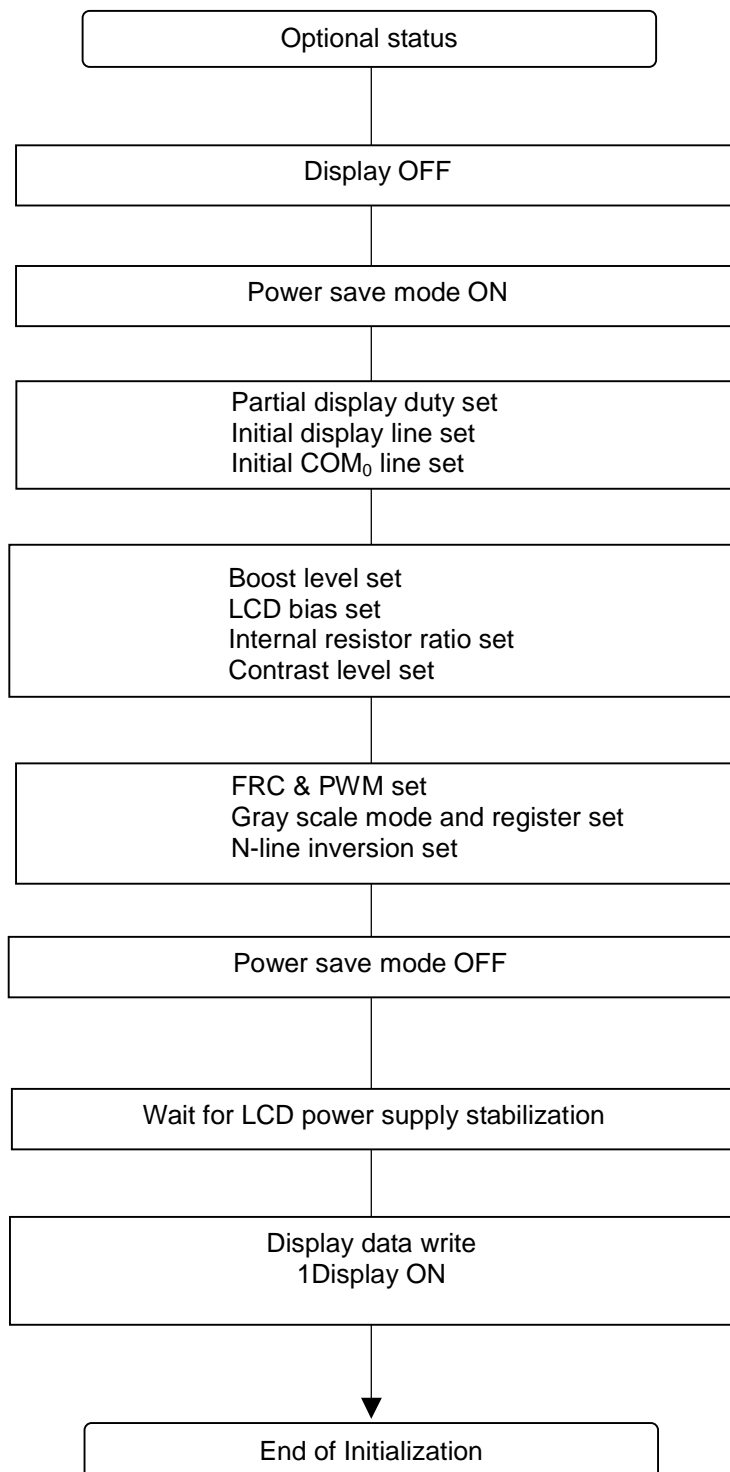 Optional status
Display OFF
Power save mode ON
Partial display duty set
Initial display line set
Initial COM₀ line set
Boost level set
LCD bias set
Internal resistor ratio set
Contrast level set
FRC & PWM set
Gray scale mode and register set
N-line inversion set
Power save mode OFF
Wait for LCD power supply stabilization
Display data write
1Display ON
End of Initialization